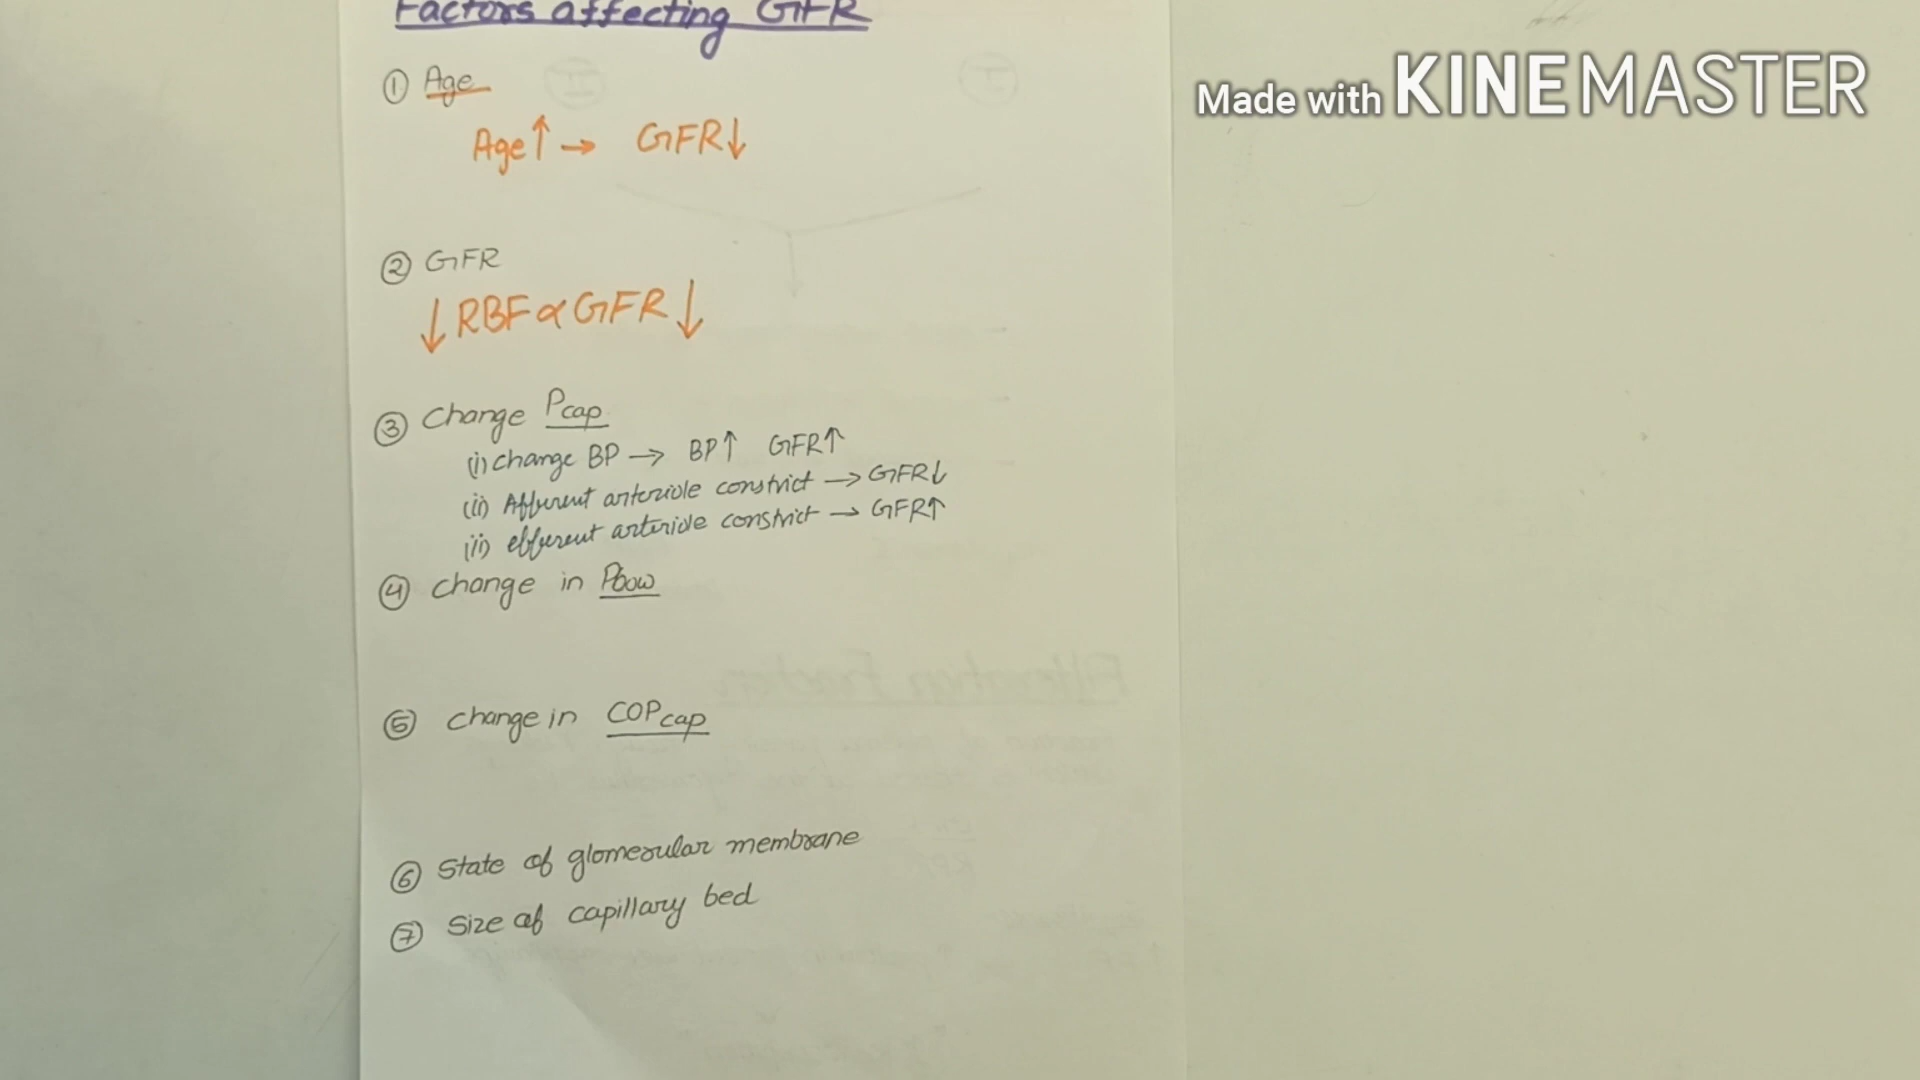 Factors affecting GFR
Made with KINEMASTER
① Age
Age↑ → GFR↓
② GFR
↓ RBF ∝ GFR ↓
③ Change Pcap
(i) change BP → BP↑ GFR↑
(ii) Afferent arteriole constrict → GFR↓
(iii) efferent arteriole constrict → GFR↑
④ change in Pbow
⑤ change in COPcap
⑥ State of glomerular membrane
⑦ Size of capillary bed